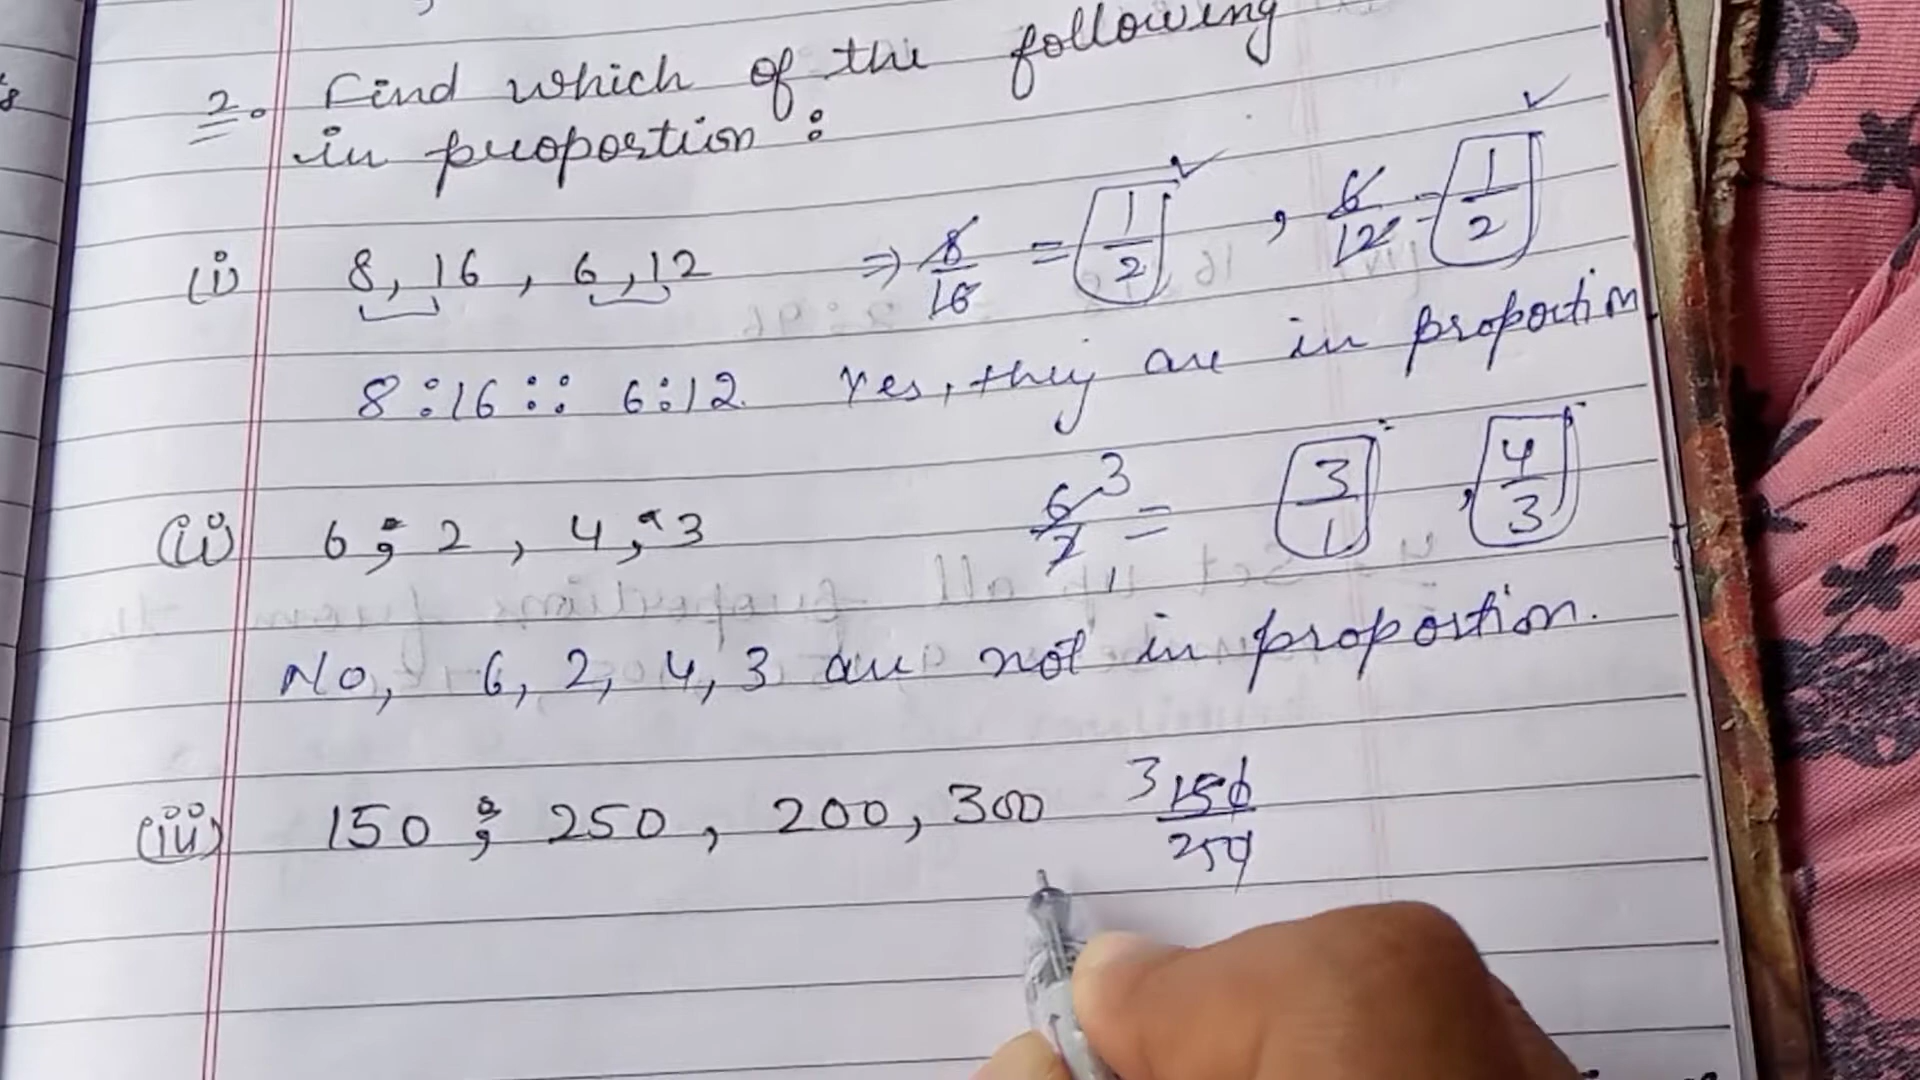 2. Find which of the following
in proportion :
(i) 8, 16 , 6, 12 ⇒ 8/16 = 1/2 , 6/12 = 1/2
8:16 :: 6:12 Yes, they are in proportion
(ii) 6 : 2 , 4 : 3 6/2 3 = 3/1 , 4/3
No, 6, 2, 4, 3 are not in proportion.
(iii) 150 : 250 , 200, 300 3 150/250